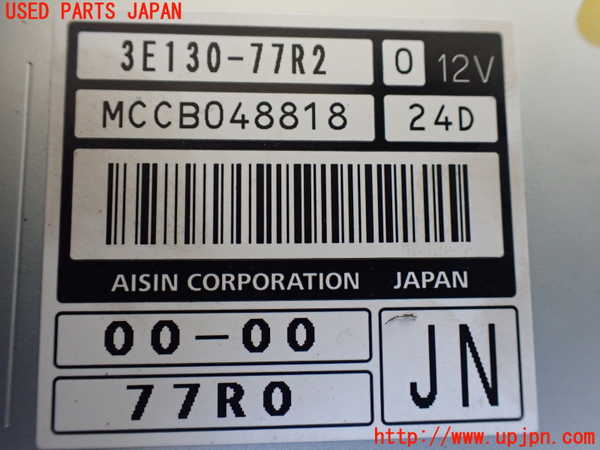 USED PARTS JAPAN
3E130-77R2 0 12V
MCCB048818 24D
AISIN CORPORATION JAPAN
00-00
77R0 JN
http://www.upjpn.com/